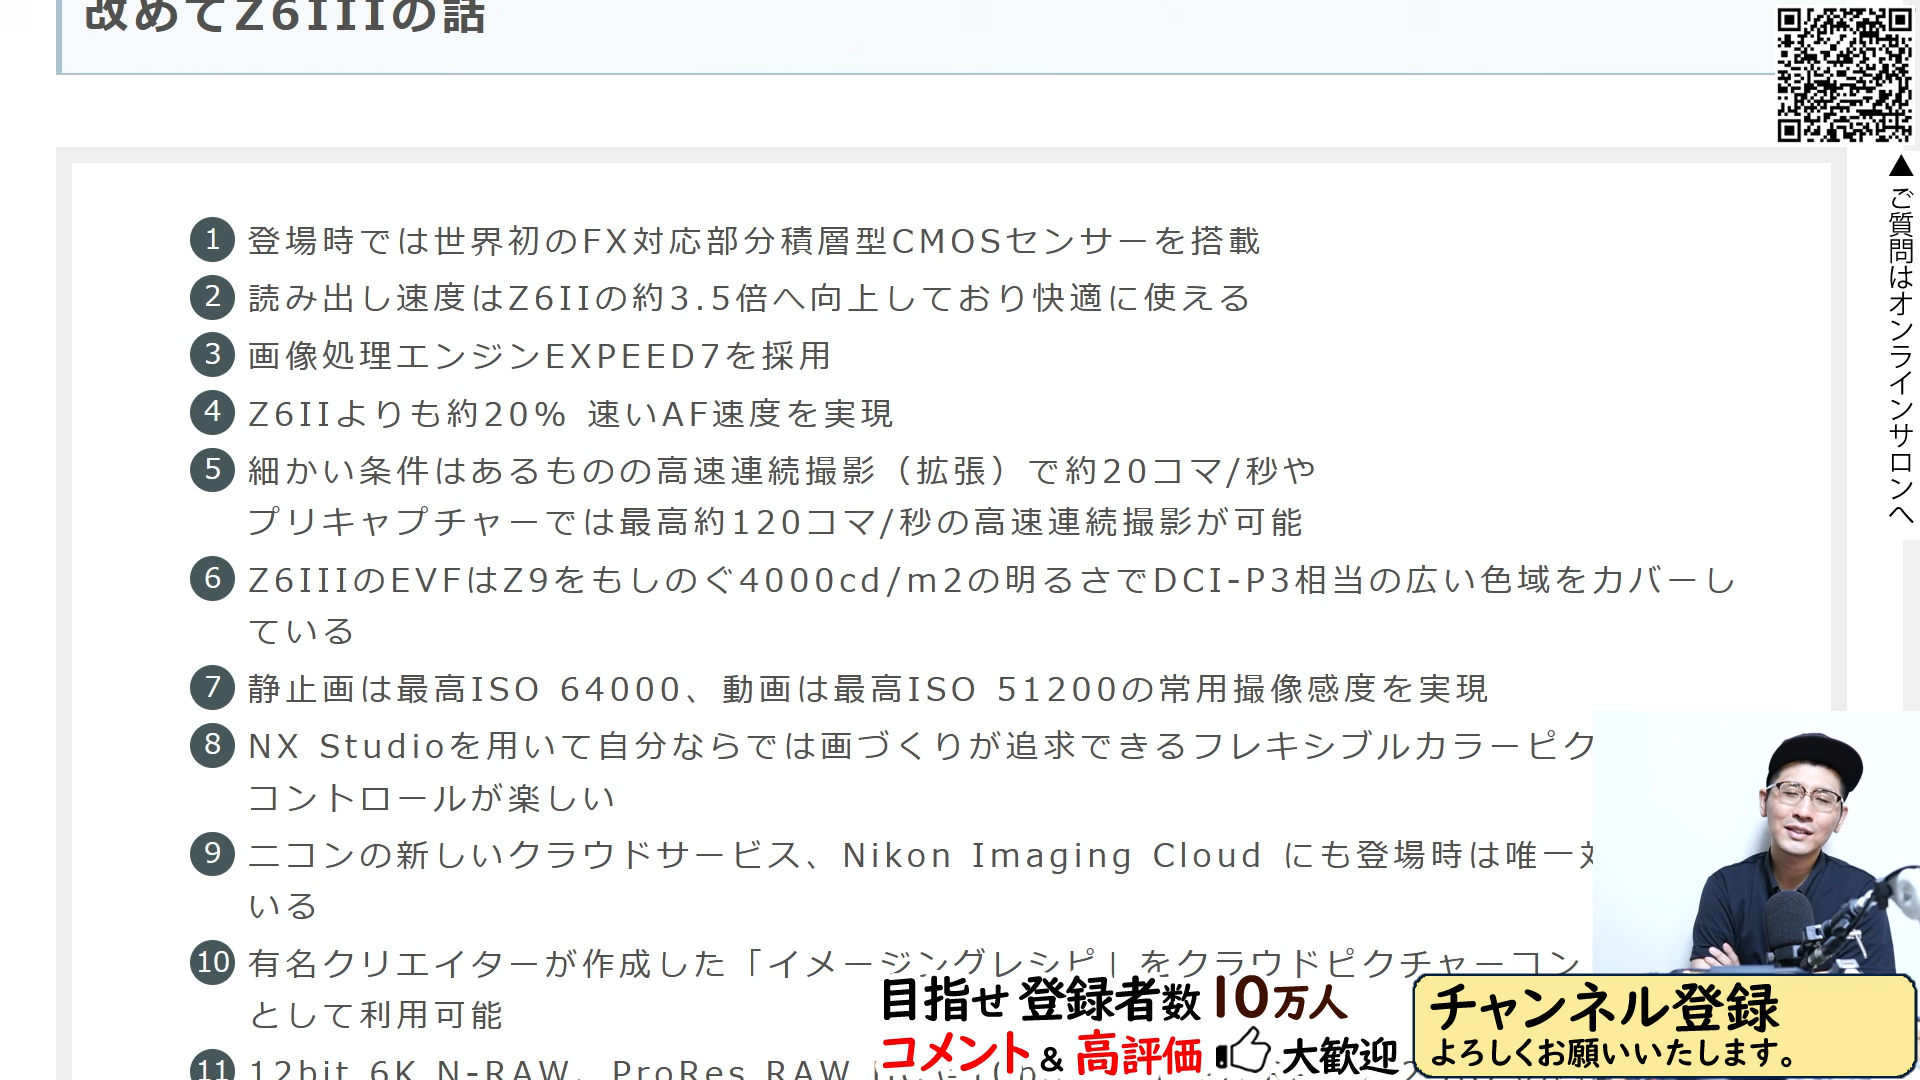 改めてZ6IIIの話
1 登場時では世界初のFX対応部分積層型CMOSセンサーを搭載
2 読み出し速度はZ6IIの約3.5倍へ向上しており快適に使える
3 画像処理エンジンEXPEED7を採用
4 Z6IIよりも約20% 速いAF速度を実現
5 細かい条件はあるものの高速連続撮影（拡張）で約20コマ/秒や
プリキャプチャーでは最高約120コマ/秒の高速連続撮影が可能
6 Z6IIIのEVFはZ9をもしのぐ4000cd/m2の明るさでDCI-P3相当の広い色域をカバーし
ている
7 静止画は最高ISO 64000、動画は最高ISO 51200の常用撮像感度を実現
8 NX Studioを用いて自分ならでは画づくりが追求できるフレキシブルカラーピク
コントロールが楽しい
9 ニコンの新しいクラウドサービス、Nikon Imaging Cloud にも登場時は唯一
いる
10 有名クリエイターが作成した「イメージングレシピ」をクラウドピクチャーコン
として利用可能
11 12bit 6K N-RAW、ProRes RAW
▲ご質問はオンラインサロンへ
目指せ 登録者数 10万人
コメント & 高評価 大歓迎
チャンネル登録
よろしくお願いいたします。